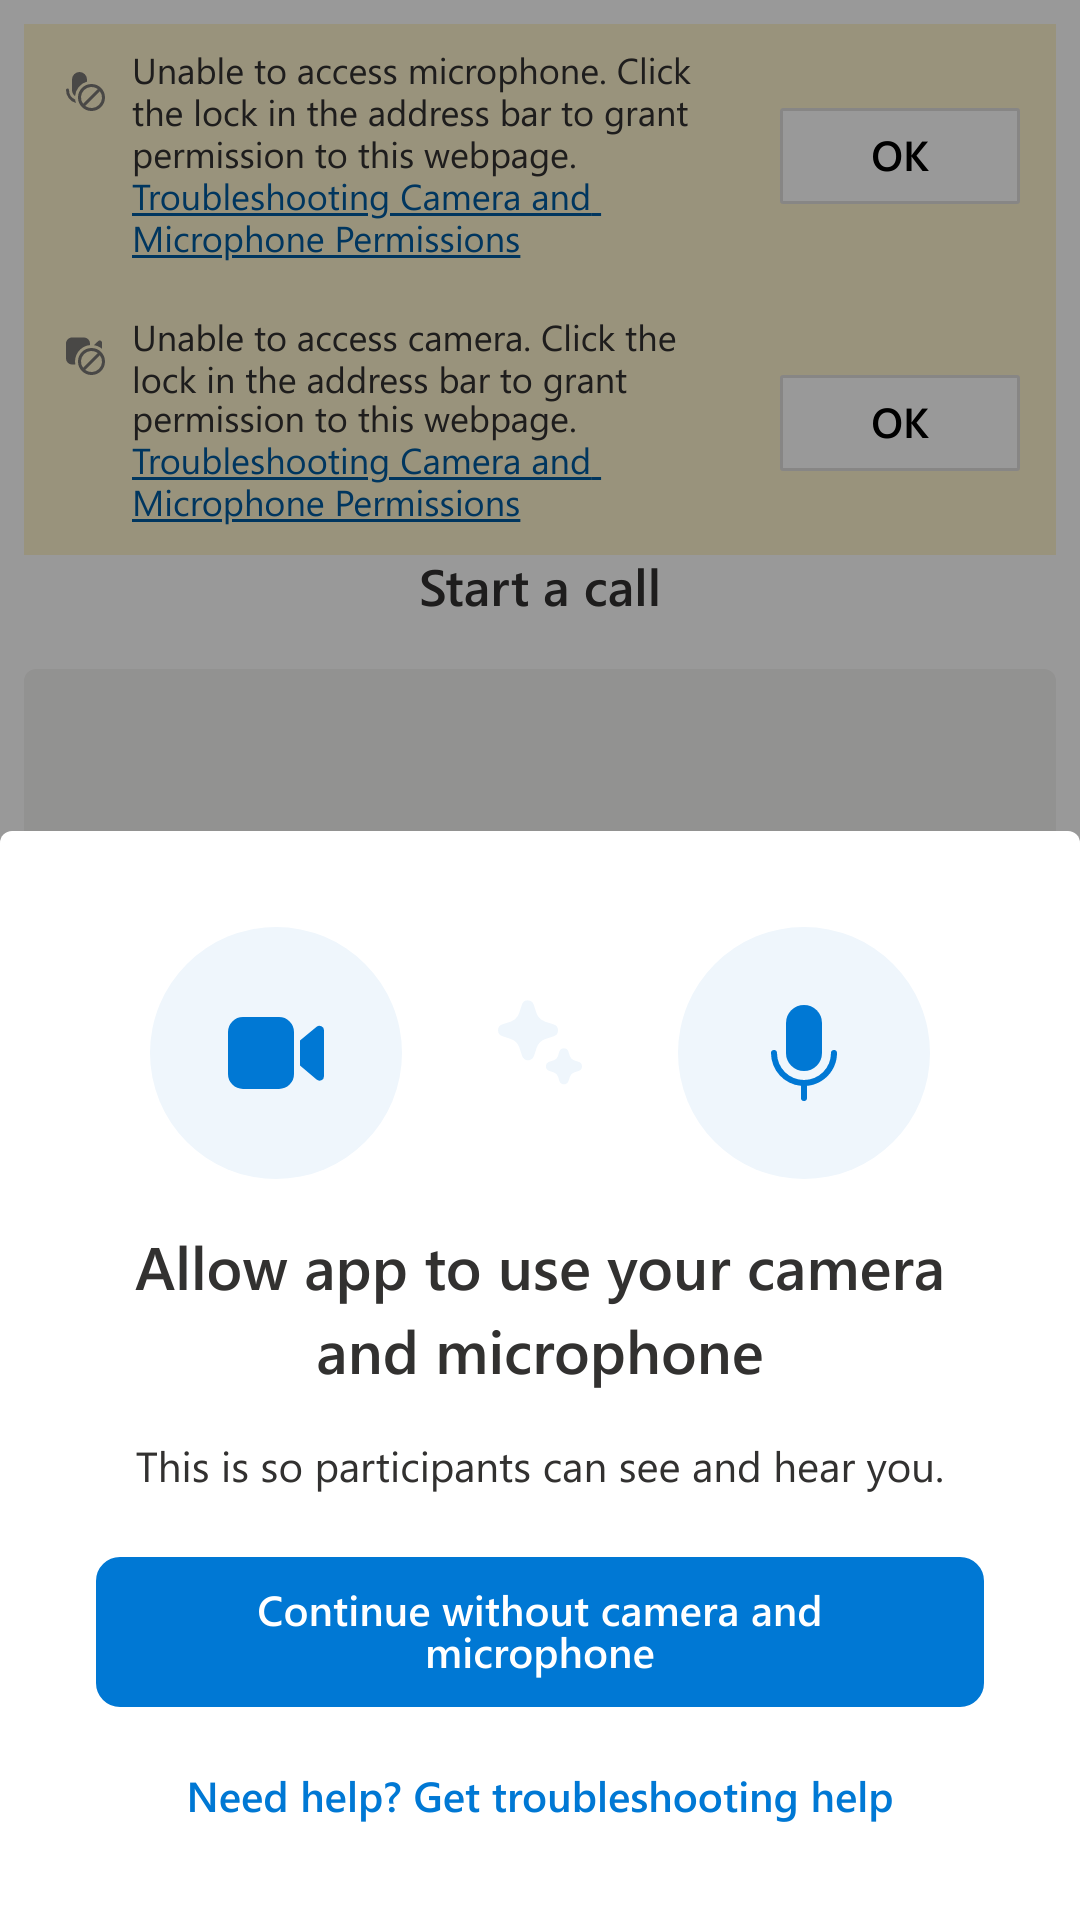 Unable to access microphone. Click
the lock in the address bar to grant
permission to this webpage.
Troubleshooting Camera and
Microphone Permissions
OK
Unable to access camera. Click the
lock in the address bar to grant
permission to this webpage.
Troubleshooting Camera and
Microphone Permissions
OK
Start a call
Allow app to use your camera
and microphone
This is so participants can see and hear you.
Continue without camera and
microphone
Need help? Get troubleshooting help